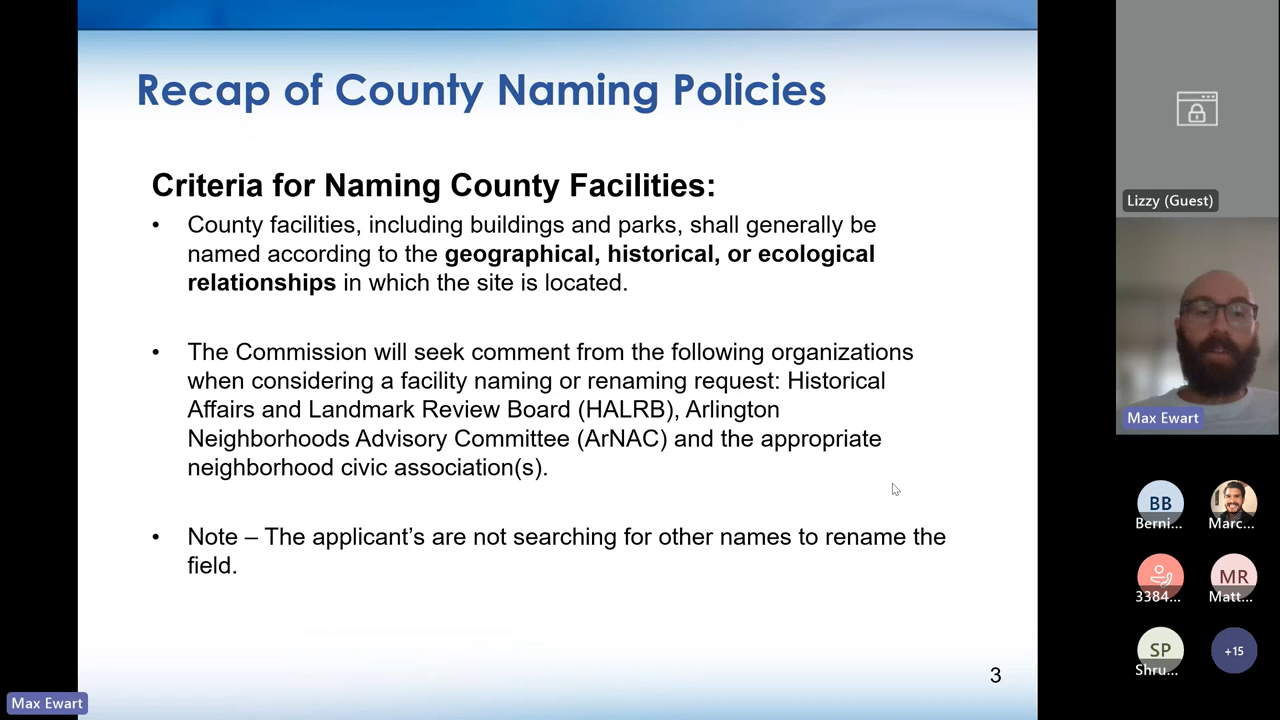 Recap of County Naming Policies
Criteria for Naming County Facilities:
• County facilities, including buildings and parks, shall generally be
named according to the geographical, historical, or ecological
relationships in which the site is located.
• The Commission will seek comment from the following organizations
when considering a facility naming or renaming request: Historical
Affairs and Landmark Review Board (HALRB), Arlington
Neighborhoods Advisory Committee (ArNAC) and the appropriate
neighborhood civic association(s).
• Note – The applicant’s are not searching for other names to rename the
field.
3
Max Ewart
Lizzy (Guest)
Max Ewart
BB
Berni...
Marc...
3384...
MR
Matt...
SP
Shru...
+15